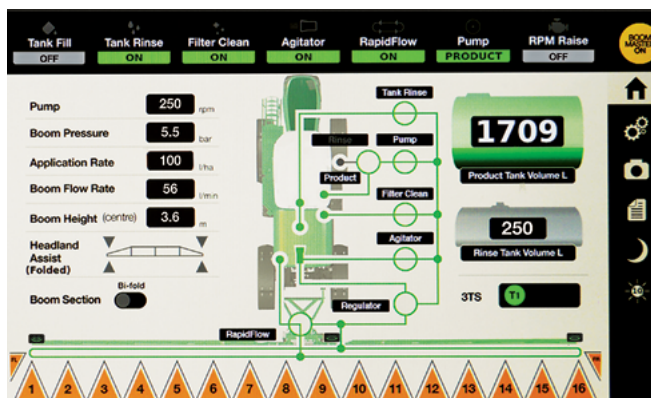 Tank Fill
OFF
Tank Rinse
ON
Filter Clean
ON
Agitator
ON
RapidFlow
ON
Pump
PRODUCT
RPM Raise
OFF
BOOM
MASTER
ON
Pump 250 rpm
Boom Pressure 5.5 bar
Application Rate 100 l/ha
Boom Flow Rate 56 l/min
Boom Height (centre) 3.6 m
Headland
Assist
(Folded)
Bi-fold
Boom Section
Tank Rinse
Rinse
Pump
Product
Filter Clean
Agitator
Regulator
RapidFlow
1709
Product Tank Volume L
250
Rinse Tank Volume L
3TS T1
10
1 2 3 4 5 6 7 8 9 10 11 12 13 14 15 16